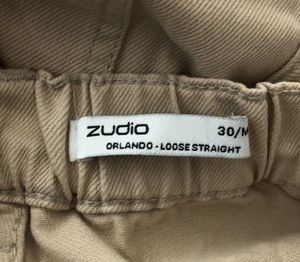 zudio
30/M
ORLANDO - LOOSE STRAIGHT